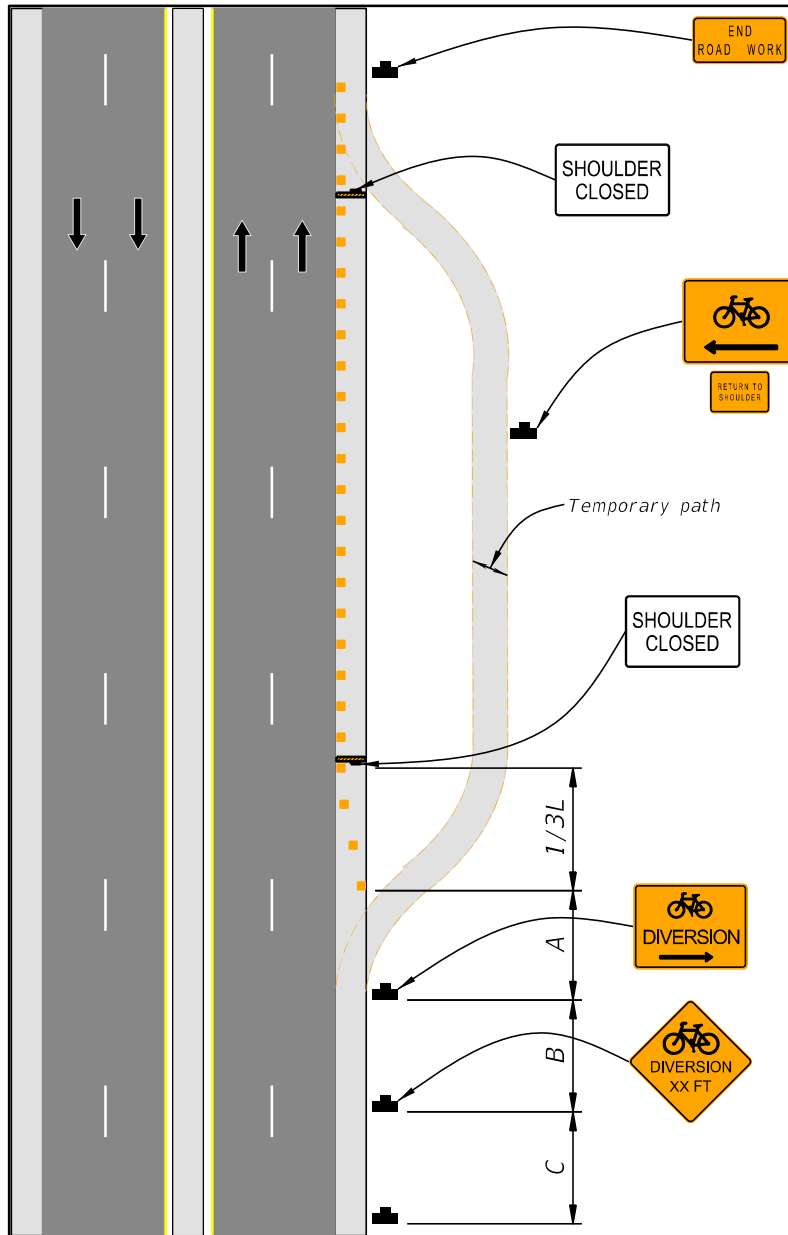 END
ROAD WORK
SHOULDER
CLOSED
RETURN TO
SHOULDER
Temporary path
SHOULDER
CLOSED
1/3L
A
DIVERSION
B
DIVERSION
XX FT
C